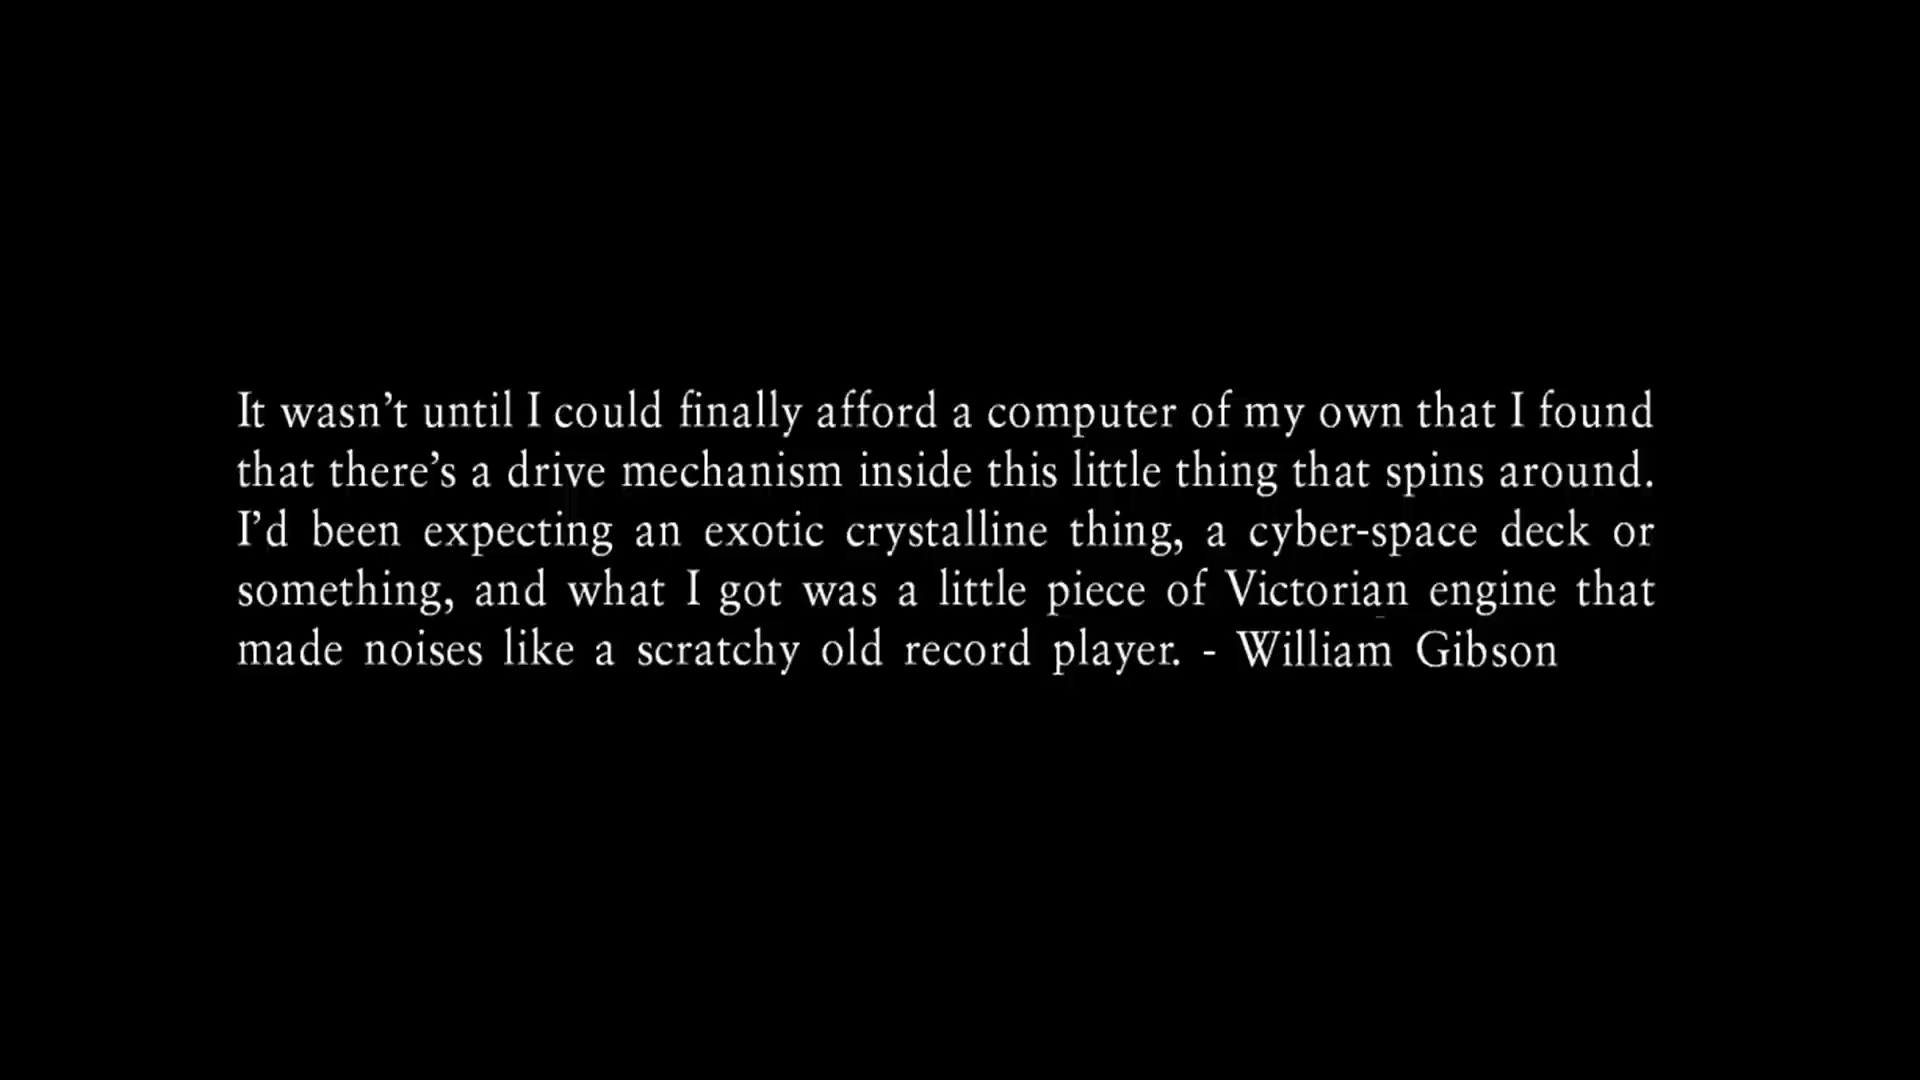 It wasn’t until I could finally afford a computer of my own that I found
that there’s a drive mechanism inside this little thing that spins around.
I’d been expecting an exotic crystalline thing, a cyber-space deck or
something, and what I got was a little piece of Victorian engine that
made noises like a scratchy old record player. - William Gibson